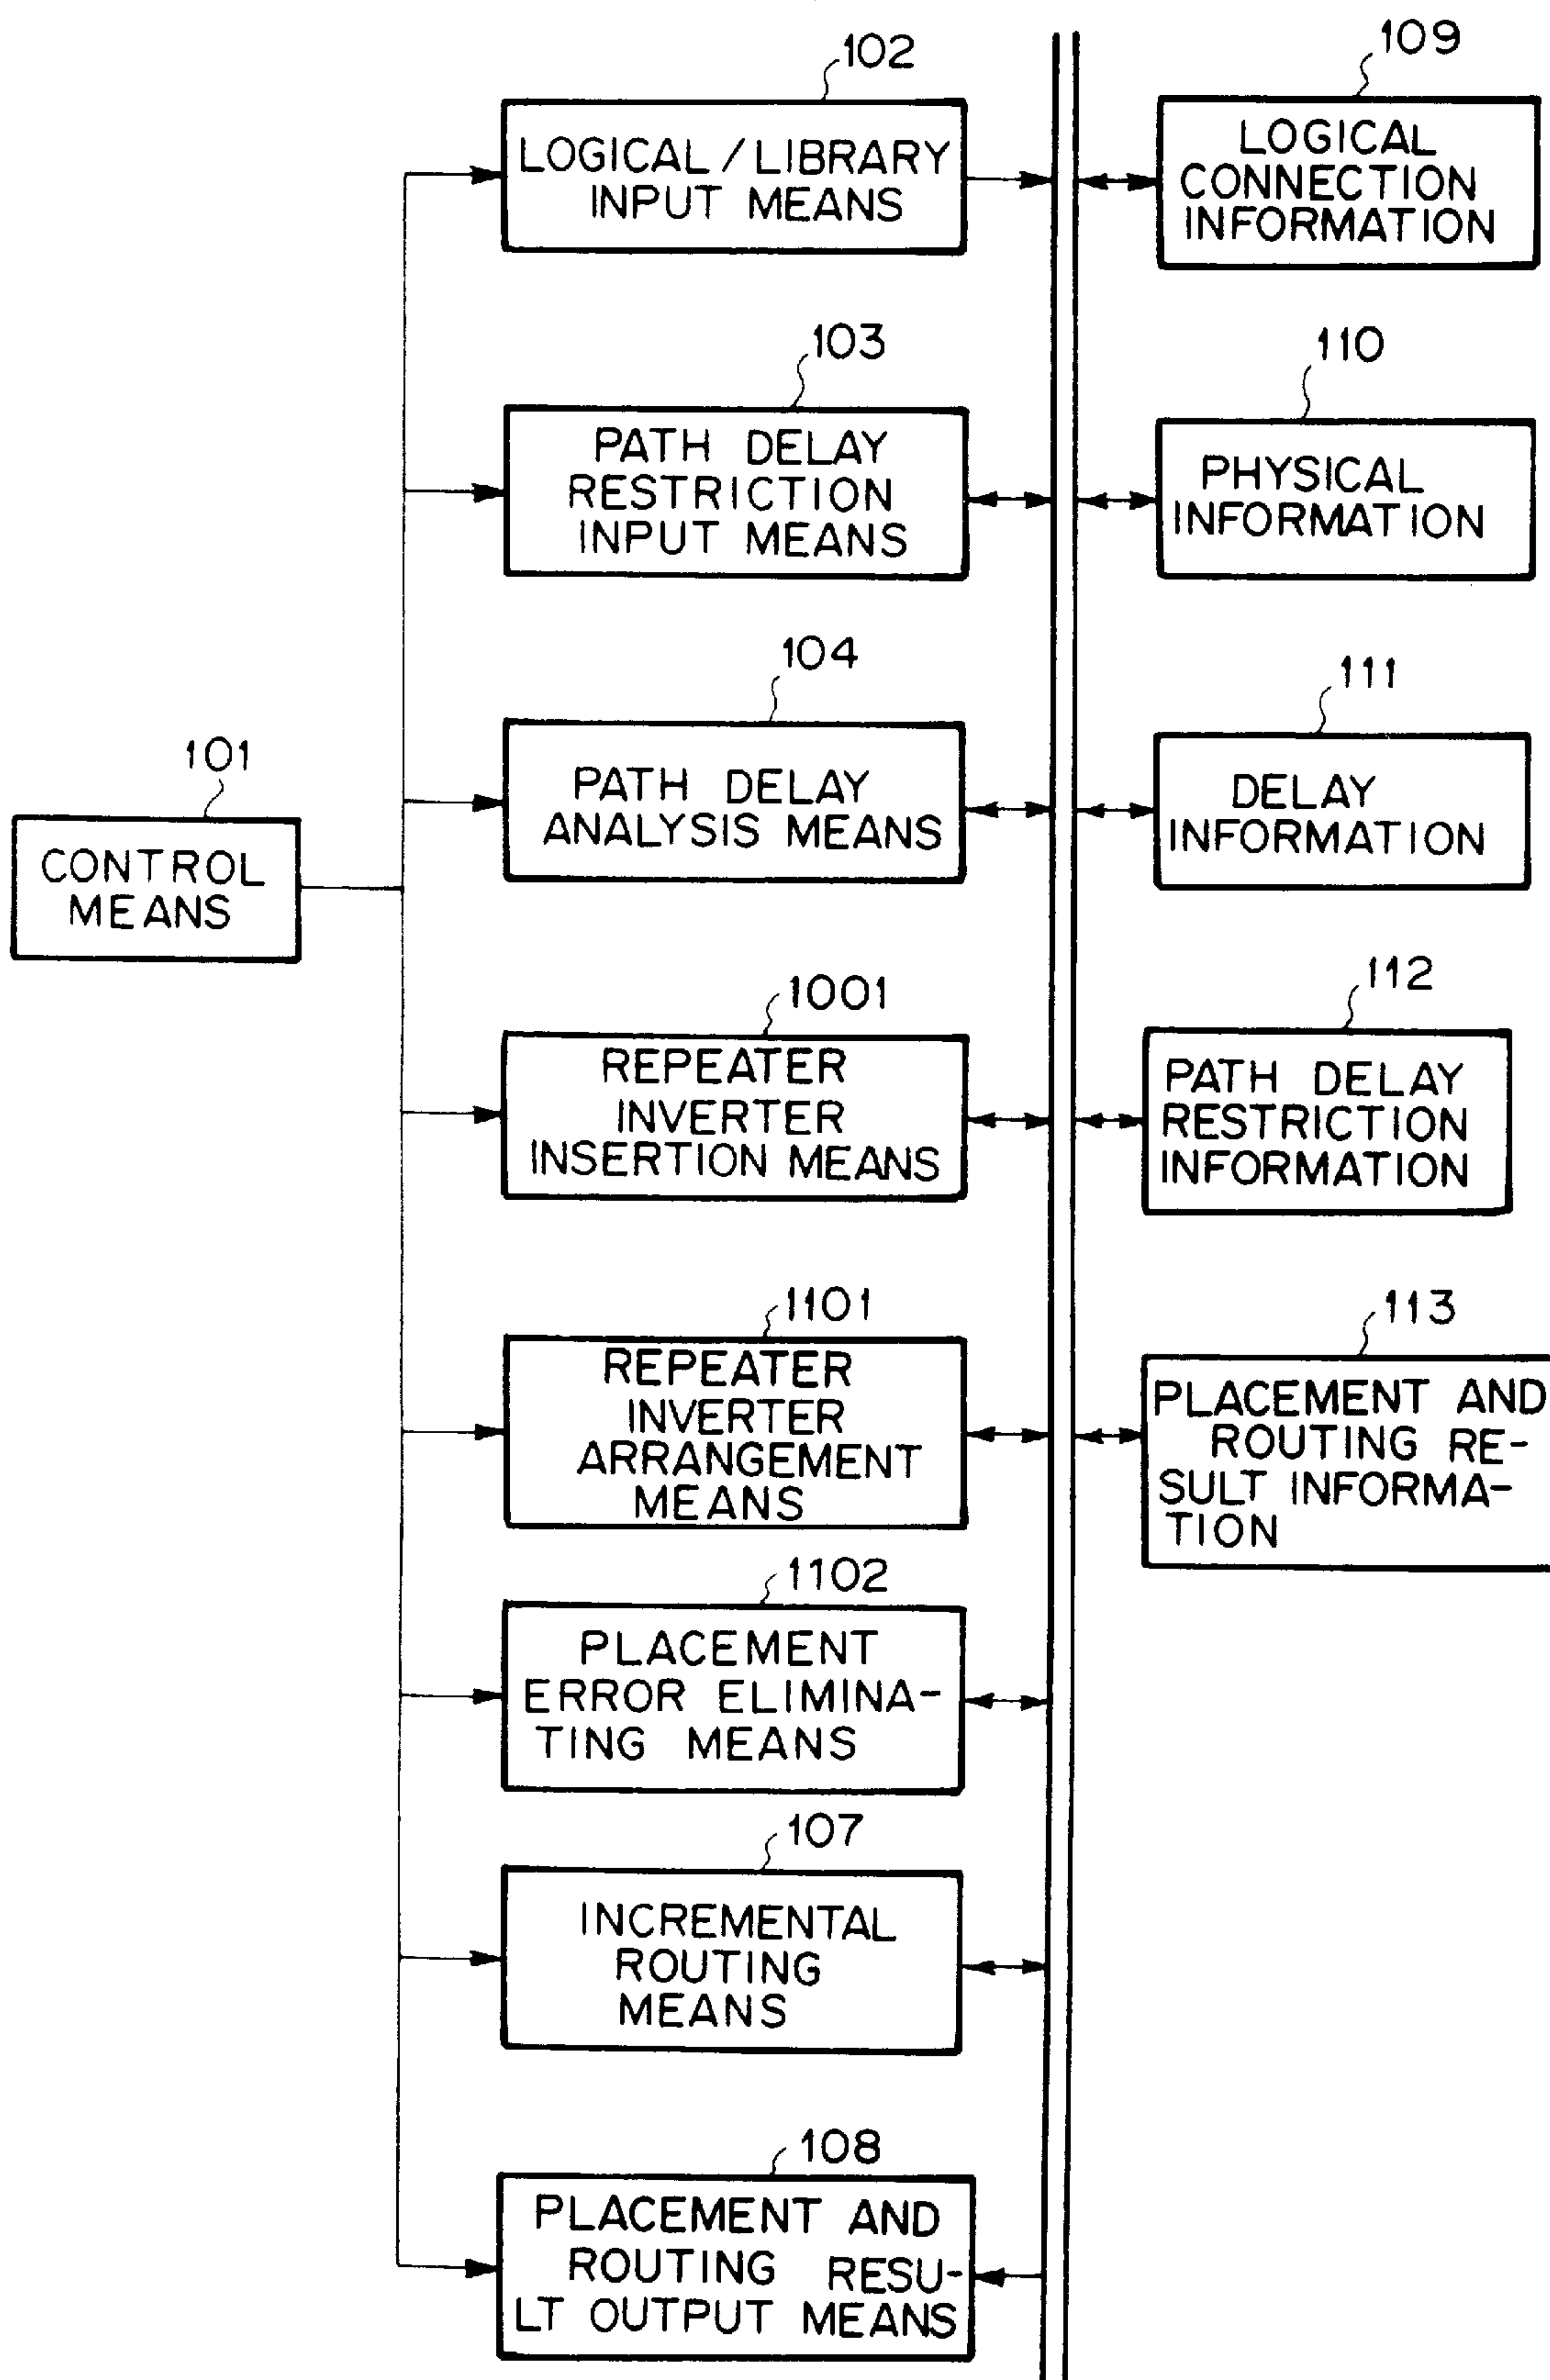 101
CONTROL
MEANS
102
LOGICAL/LIBRARY
INPUT MEANS
103
PATH DELAY
RESTRICTION
INPUT MEANS
104
PATH DELAY
ANALYSIS MEANS
1001
REPEATER
INVERTER
INSERTION MEANS
1101
REPEATER
INVERTER
ARRANGEMENT
MEANS
1102
PLACEMENT
ERROR ELIMINA-
TING MEANS
107
INCREMENTAL
ROUTING
MEANS
108
PLACEMENT AND
ROUTING RESU-
LT OUTPUT MEANS
109
LOGICAL
CONNECTION
INFORMATION
110
PHYSICAL
INFORMATION
111
DELAY
INFORMATION
112
PATH DELAY
RESTRICTION
INFORMATION
113
PLACEMENT AND
ROUTING RE-
SULT INFORMA-
TION